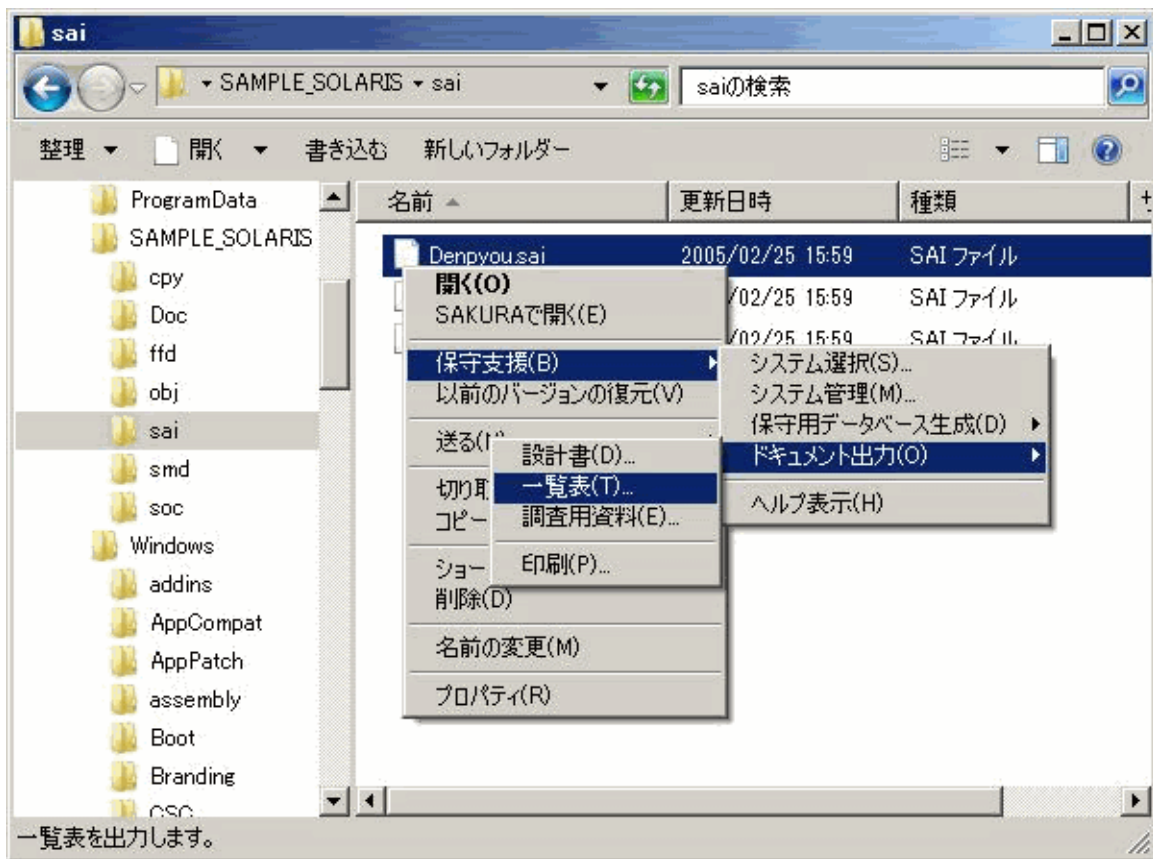 sai
SAMPLE_SOLARIS sai
saiの検索
整理 開く 書き込む 新しいフォルダー
ProgramData
SAMPLE_SOLARIS
cpy
Doc
ffd
obj
sai
smd
soc
Windows
addins
AppCompat
AppPatch
assembly
Boot
Branding
CSC
名前 更新日時 種類 サ
Denpyou.sai 2005/02/25 15:59 SAI ファイル
/02/25 15:59 SAI ファイル
/02/25 15:59 SAI ファイル
開く(O)
SAKURAで開く(E)
保守支援(B)
以前のバージョンの復元(V)
送る(N
切り取
コピー
ショー
削除(D)
名前の変更(M)
プロパティ(R)
システム選択(S)...
システム管理(M)...
保守用データベース生成(D)
ドキュメント出力(O)
ヘルプ表示(H)
設計書(D)...
一覧表(T)...
調査用資料(E)...
印刷(P)...
一覧表を出力します。